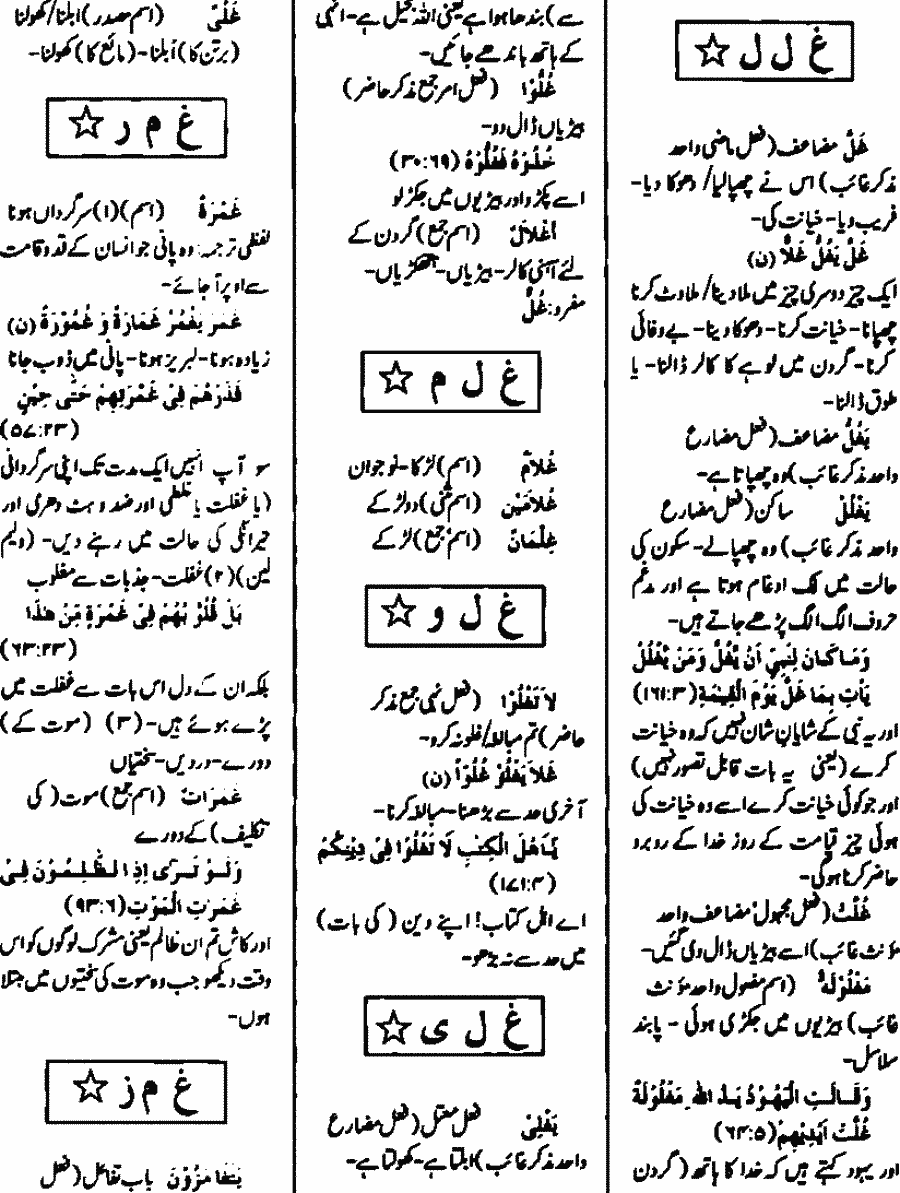 غ ل ل ☆
غَلَّ مضاعف (فعل ماضی واحد
مذکر غائب) اس نے چھپا لیا/ دھوکا دیا-
فریب دیا- خیانت کی-
غَلَّ يَغُلُّ غَلًّا (ن)
ایک چیز دوسری چیز میں ملا دینا/ ملاوٹ کرنا
چھپانا- خیانت کرنا- دھوکا دینا- بے وفائی
کرنا- گردن میں لوہے کا کالر ڈالنا- یا
طوق ڈالنا-
يَغُلُّ مضاعف (فعل مضارع
واحد مذکر غائب) وہ چھپاتا ہے-
يَغْلُلْ ساکن (فعل مضارع
واحد مذکر غائب) وہ چھپالے- سکون کی
حالت میں فک ادغام ہوتا ہے اور مدغم
حروف الگ الگ پڑھے جاتے ہیں-
وَمَا كَانَ لِنَبِيٍّ اَنْ يَّغُلَّ وَمَنْ يَّغْلُلْ
يَاْتِ بِمَا غَلَّ يَوْمَ الْقِيٰمَةِ (۳:۱۶۱)
اور یہ نبی کے شایانِ شان نہیں کہ وہ خیانت
کرے (یعنی یہ بات قابل تصور نہیں)
اور جو کوئی خیانت کرے اسے وہ خیانت کی
ہوئی چیز قیامت کے روز خدا کے روبرو
حاضر کرنا ہوگی-
غُلَّتْ (فعل مجہول مضاعف واحد
مؤنث غائب) اسے بیڑیاں ڈال دی گئیں-
مَغْلُوْلَةٌ (اسم مفعول واحد مؤنث
غائب) بیڑیوں میں جکڑی ہوئی - پابند
سلاسل-
وَقَالَتِ الْيَهُوْدُ يَدُ اللهِ مَغْلُوْلَةٌ
غُلَّتْ اَيْدِيْهِمْ (۵:۶۴)
اور یہود کہتے ہیں کہ خدا کا ہاتھ (گردن
سے) بندھا ہوا ہے یعنی اللہ بخیل ہے- انہی
کے ہاتھ باندھے جائیں-
غُلُّوْا (فعل امر جمع مذکر حاضر)
بیڑیاں ڈال دو-
خُذُوْهُ فَغُلُّوْهُ (۶۹:۳۰)
اسے پکڑو اور بیڑیوں میں جکڑ لو
اَغْلَالٌ (اسم جمع) گردن کے
لئے آہنی کالر- بیڑیاں- ہتھکڑیاں-
مفرد: غُلٌّ
غ ل م ☆
غُلَامٌ (اسم) لڑکا- نوجوان
غُلَامَيْنِ (اسم مثنی) دو لڑکے
غِلْمَانٌ (اسم جمع) لڑکے
غ ل و ☆
لَا تَغْلُوْا (فعل نہی جمع مذکر
حاضر) تم مبالغہ/ غلو نہ کرو-
غَلَا يَغْلُوْ غُلُوًّا (ن)
آخری حد سے بڑھنا- مبالغہ کرنا-
يٰٓاَهْلَ الْكِتٰبِ لَا تَغْلُوْا فِيْ دِيْنِكُمْ
(۴:۱۷۱)
اے اہل کتاب! اپنے دین (کی بات)
میں حد سے نہ بڑھو-
غ ل ی ☆
يَغْلِيْ فعل معتل (فعل مضارع
واحد مذکر غائب) ابلتا ہے- کھولتا ہے-
غَلْيٌ (اسم مصدر) ابلنا/ کھولنا
(برتن کا) اُبلنا- (مائع کا) کھولنا-
غ م ر ☆
غَمْرَةٌ (اسم) (۱) سرگرداں ہونا
لفظی ترجمہ: وہ پانی جو انسان کے قد و قامت
سے اوپر آجائے-
غَمَرَ يَغْمُرُ غَمَارَةً وَ غُمُوْرَةً (ن)
زیادہ ہونا- لبریز ہونا- پانی میں ڈوب جانا
فَذَرْهُمْ فِيْ غَمْرَتِهِمْ حَتّٰى حِيْنٍ
(۲۳:۵۴)
سو آپ انہیں ایک مدت تک اپنی سرگردانی
(یا غفلت یا غلطی اور ضد و ہٹ دھری اور
حیرانگی کی حالت میں رہنے دیں- (ولیم
لین) (۲) غفلت- جذبات سے مغلوب
بَلْ قُلُوْبُهُمْ فِيْ غَمْرَةٍ مِّنْ هٰذَا
(۲۳:۶۳)
بلکہ ان کے دل اس بات سے غفلت میں
پڑے ہوئے ہیں- (۳) (موت کے)
دورے- دردیں- سختیاں
غَمَرَاتٌ (اسم جمع) موت (کی
تکلیف) کے دورے
وَلَوْ تَرٰى اِذِ الظّٰلِمُوْنَ فِيْ
غَمَرٰتِ الْمَوْتِ (۶:۹۳)
اور کاش تم ان ظالم یعنی مشرک لوگوں کو اس
وقت دیکھو جب وہ موت کی سختیوں میں مبتلا
ہوں-
غ م ز ☆
يَتَغَامَزُوْنَ باب تفاعل (فعل